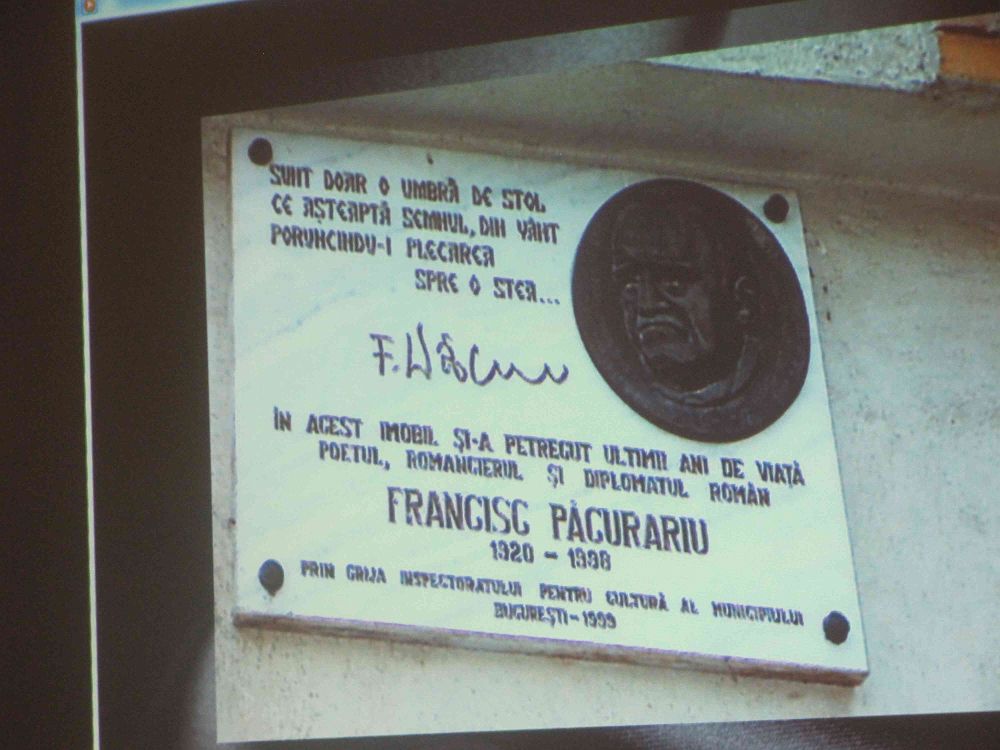 SUNT DOAR O UMBRĂ DE STOL
CE AȘTEAPTĂ SEMNUL, DIN VÂNT
PORUNCINDU-I PLECAREA
SPRE O STEA...
ÎN ACEST IMOBIL ȘI-A PETRECUT ULTIMII ANI DE VIAȚĂ
POETUL, ROMANCIERUL ȘI DIPLOMATUL ROMÂN
FRANCISC PĂCURARIU
1920 - 1998
PRIN GRIJA INSPECTORATULUI PENTRU CULTURĂ AL MUNICIPIULUI
BUCUREȘTI-1999